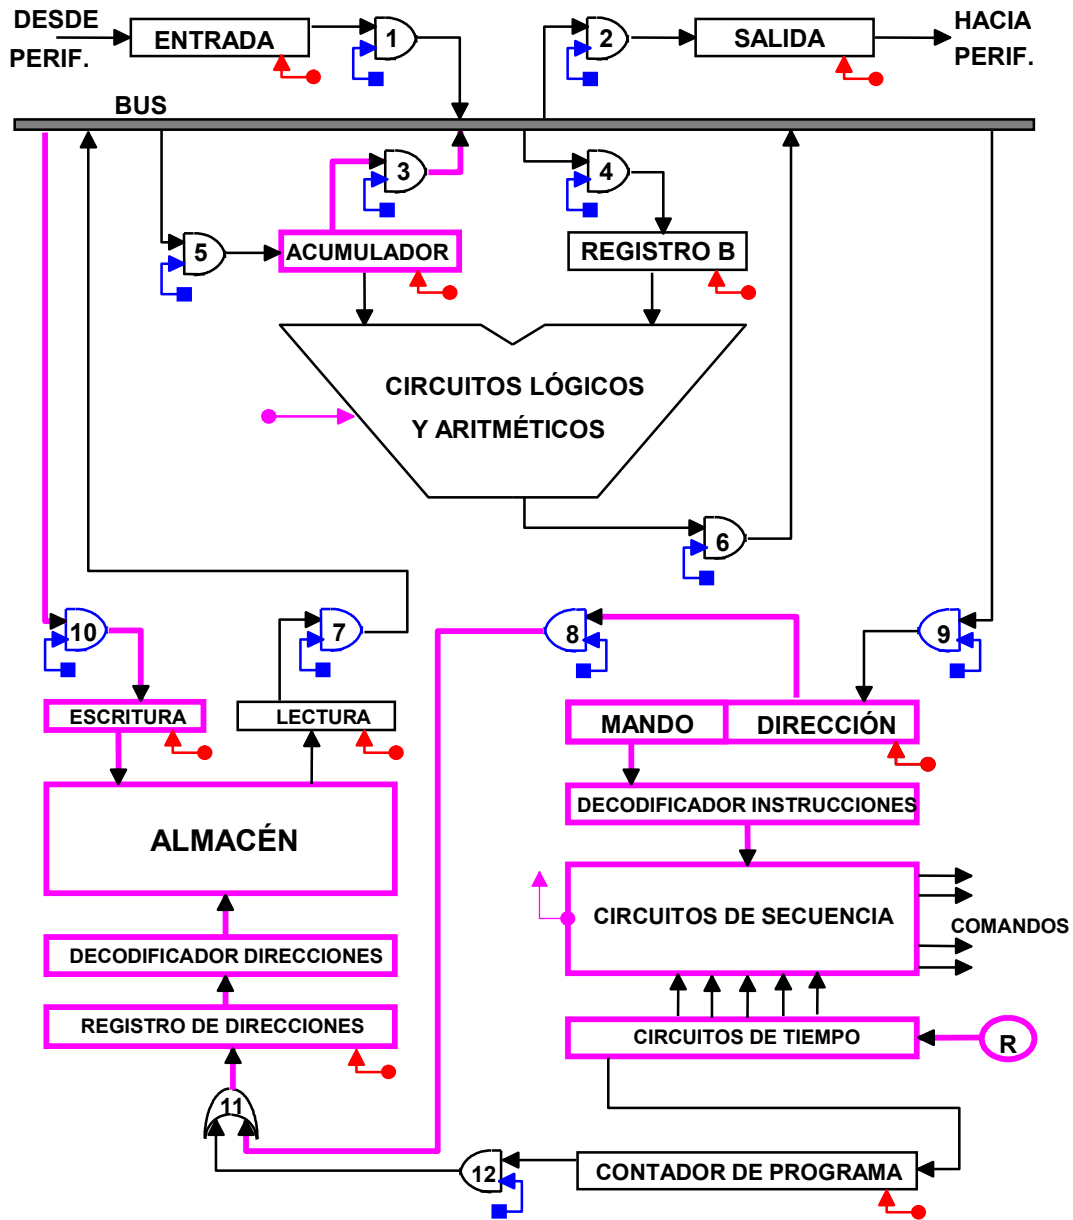 DESDE
PERIF.
ENTRADA
1
2
SALIDA
HACIA
PERIF.
BUS
3
4
5
ACUMULADOR
REGISTRO B
CIRCUITOS LÓGICOS
Y ARITMÉTICOS
6
10
7
8
9
ESCRITURA
LECTURA
MANDO
DIRECCIÓN
DECODIFICADOR INSTRUCCIONES
ALMACÉN
CIRCUITOS DE SECUENCIA
COMANDOS
DECODIFICADOR DIRECCIONES
REGISTRO DE DIRECCIONES
CIRCUITOS DE TIEMPO
R
11
12
CONTADOR DE PROGRAMA